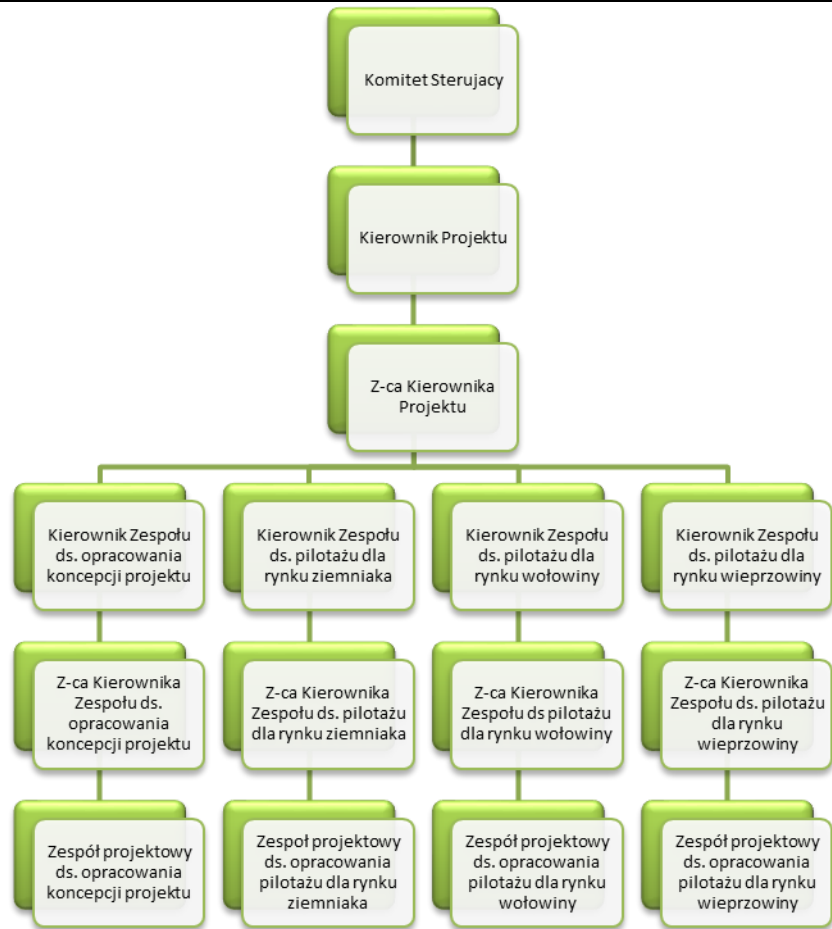 Komitet Sterujacy
Kierownik Projektu
Z-ca Kierownika
Projektu
Kierownik Zespołu
ds. opracowania
koncepcji projektu
Kierownik Zespołu
ds. pilotażu dla
rynku ziemniaka
Kierownik Zespołu
ds. pilotażu dla
rynku wołowiny
Kierownik Zespołu
ds. pilotażu dla
rynku wieprzowiny
Z-ca Kierownika
Zespołu ds.
opracowania
koncepcji projektu
Z-ca Kierownika
Zespołu ds. pilotażu
dla rynku ziemniaka
Z-ca Kierownika
Zespołu ds pilotażu
dla rynku wołowiny
Z-ca Kierownika
Zespołu ds. pilotażu
dla rynku
wieprzowiny
Zespół projektowy
ds. opracowania
koncepcji projektu
Zespoł projektowy
ds. opracowania
pilotażu dla rynku
ziemniaka
Zespół projektowy
ds. opracowania
pilotażu dla rynku
wołowiny
Zespół projektowy
ds. opracowania
pilotażu dla rynku
wieprzowiny